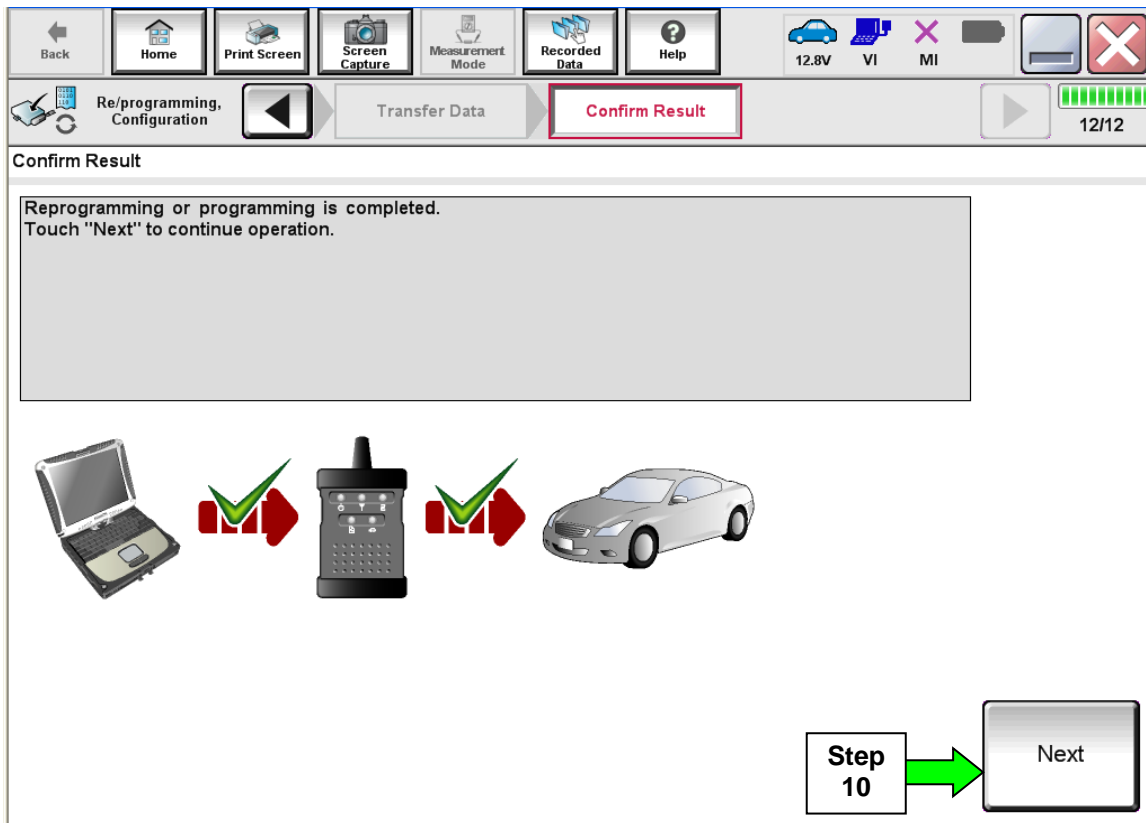 Back
Home
Print Screen
Screen
Capture
Measurement
Mode
Recorded
Data
Help
12.8V
VI
MI
Re/programming,
Configuration
Transfer Data
Confirm Result
12/12
Confirm Result
Reprogramming or programming is completed.
Touch "Next" to continue operation.
Step
10
Next